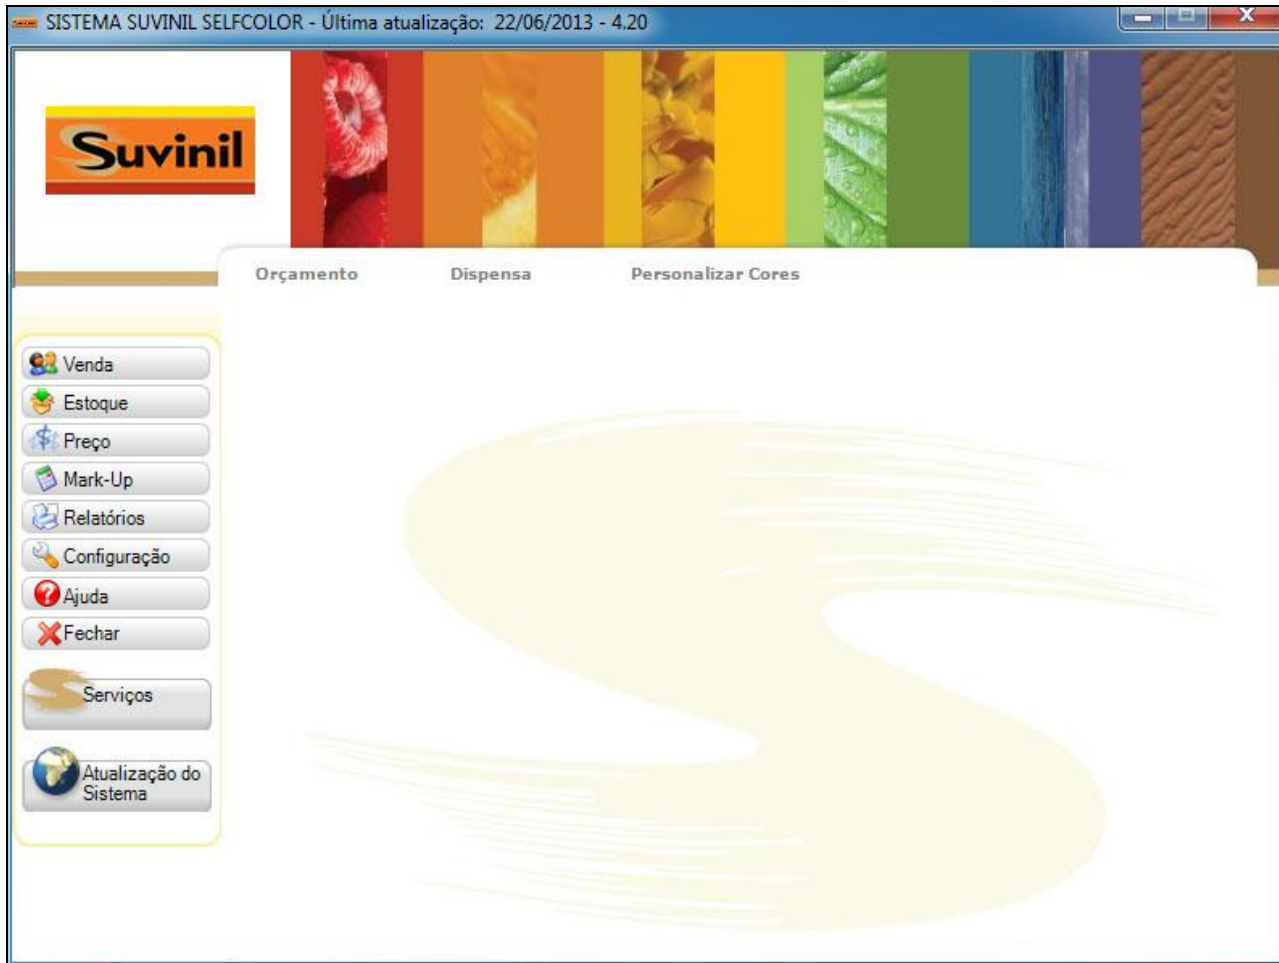 SISTEMA SUVINIL SELFCOLOR - Última atualização: 22/06/2013 - 4.20
Suvinil
Orçamento Dispensa Personalizar Cores
Venda
Estoque
Preço
Mark-Up
Relatórios
Configuração
Ajuda
Fechar
Serviços
Atualização do
Sistema